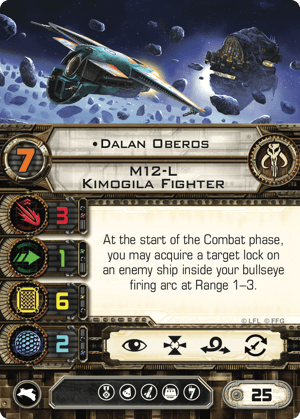 • Dalan Oberos
7
M12-L
Kimogila Fighter
3
1
6
2
At the start of the Combat phase,
you may acquire a target lock on
an enemy ship inside your bullseye
firing arc at Range 1–3.
© LFL © FFG
25